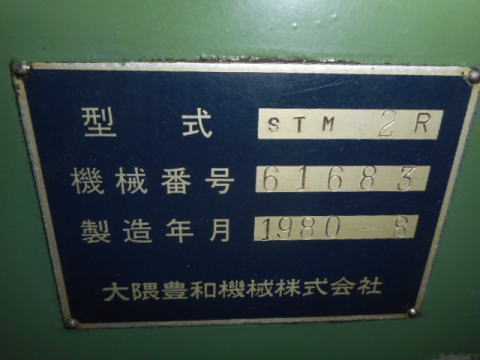 型式 STM 2R
機械番号 61683
製造年月 1980-8
大隈豊和機械株式会社